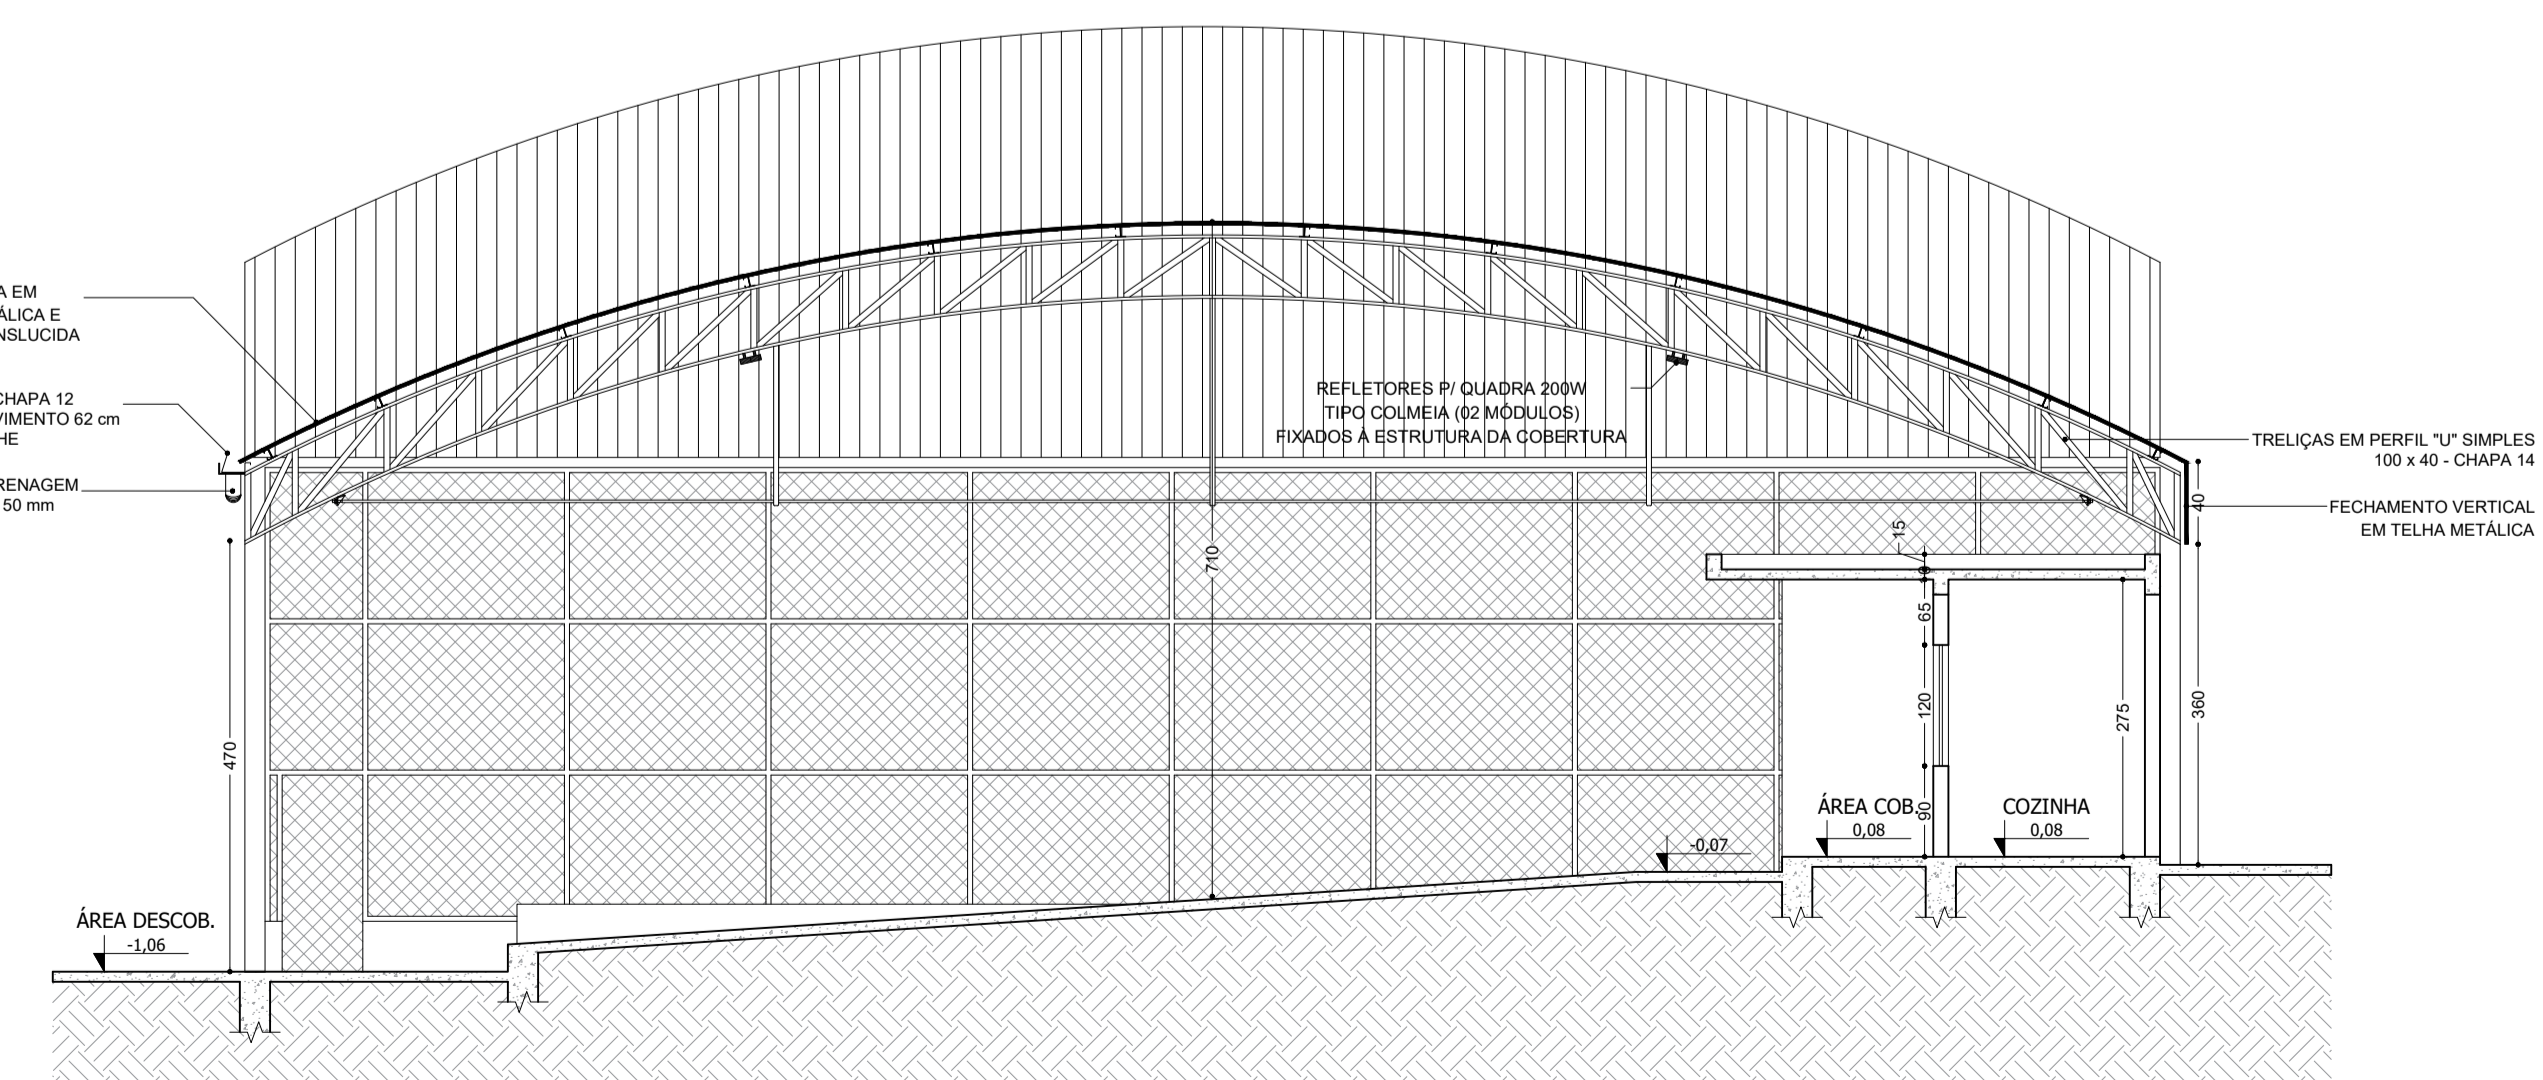 A EM
ÁLICA E
NSLUCIDA
CHAPA 12
VIMENTO 62 cm
HE
RENAGEM
50 mm
REFLETORES P/ QUADRA 200W
TIPO COLMEIA (02 MÓDULOS)
FIXADOS À ESTRUTURA DA COBERTURA
TRELIÇAS EM PERFIL "U" SIMPLES
100 x 40 - CHAPA 14
FECHAMENTO VERTICAL
EM TELHA METÁLICA
40
15
710
65
120
90
275
360
470
ÁREA COB.
0,08
COZINHA
0,08
-0,07
ÁREA DESCOB.
-1,06